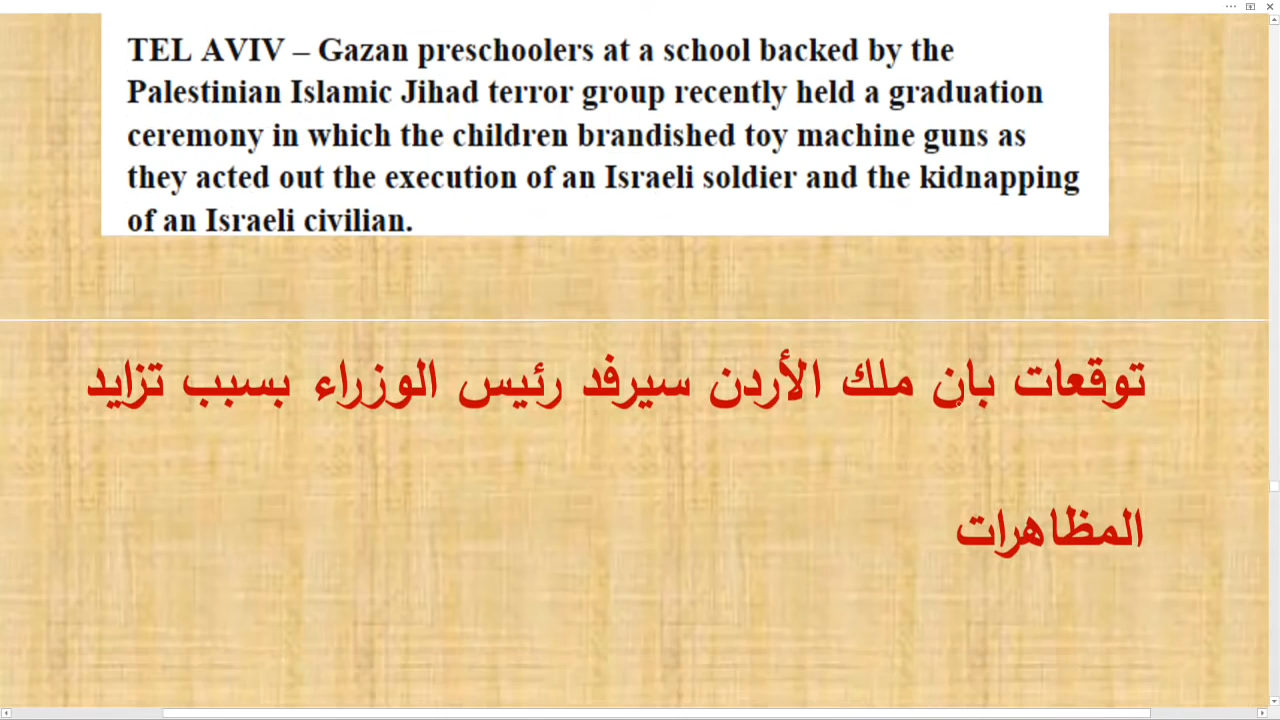 TEL AVIV – Gazan preschoolers at a school backed by the
Palestinian Islamic Jihad terror group recently held a graduation
ceremony in which the children brandished toy machine guns as
they acted out the execution of an Israeli soldier and the kidnapping
of an Israeli civilian.
توقعات بان ملك الأردن سيرفد رئيس الوزراء بسبب تزايد
المظاهرات